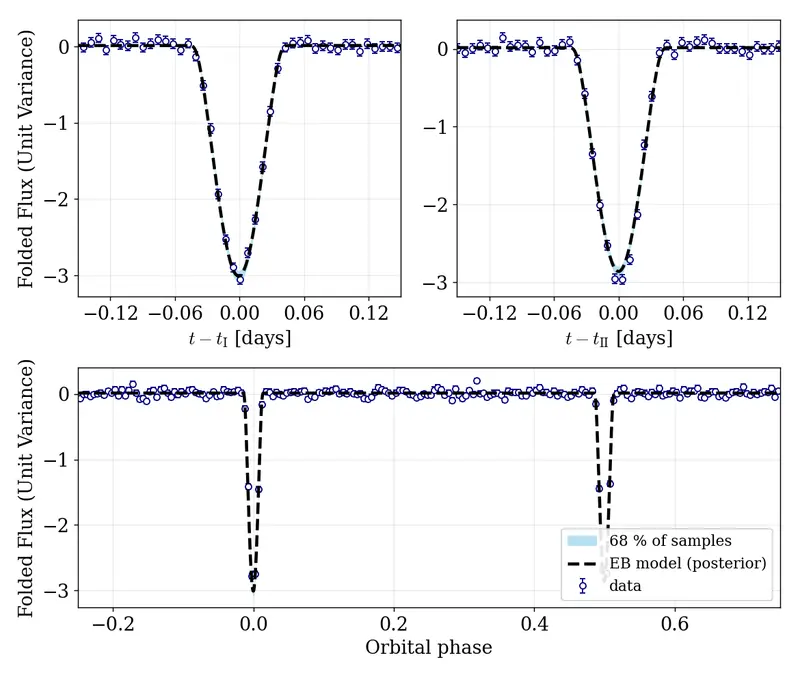 Folded Flux (Unit Variance)
0
−1
−2
−3
−0.12 −0.06 0.00 0.06 0.12
t − t_I [days]
0
−1
−2
−3
−0.12 −0.06 0.00 0.06 0.12
t − t_II [days]
Folded Flux (Unit Variance)
0
−1
−2
−3
−0.2 0.0 0.2 0.4 0.6
Orbital phase
68 % of samples
EB model (posterior)
data